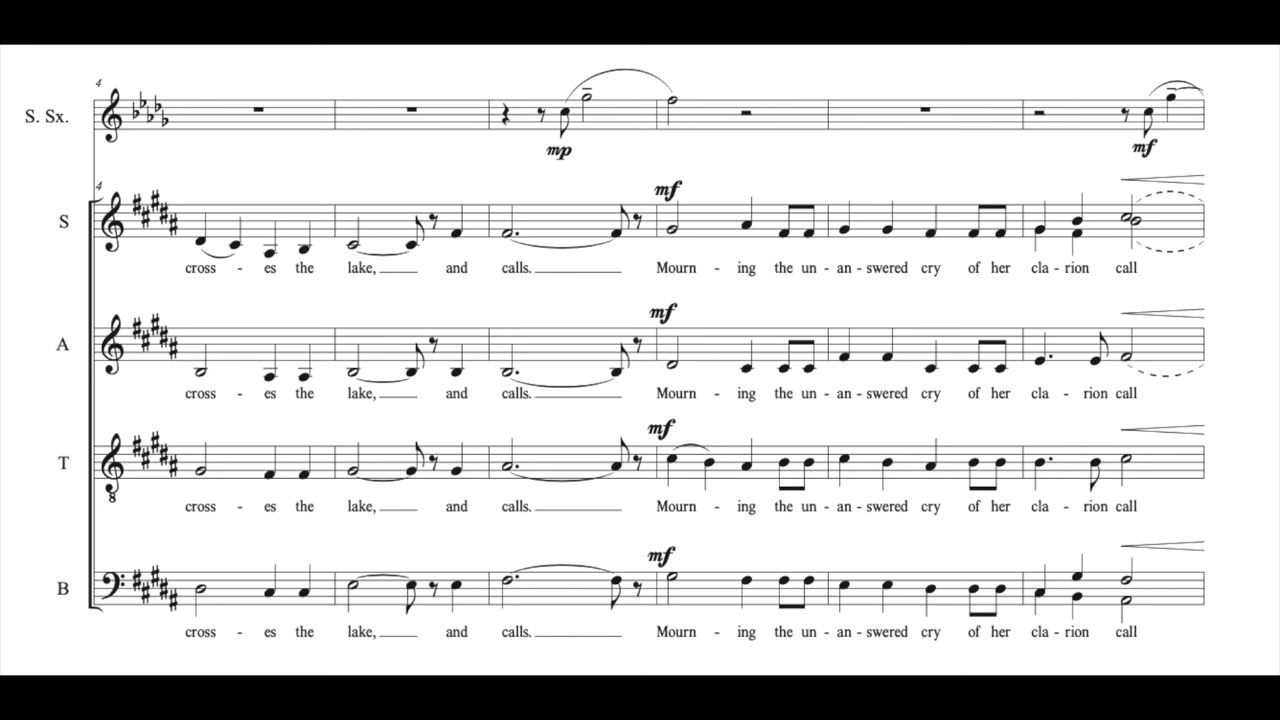 4
S. Sx.
mp
mf
4
mf
S
cross - es the lake, and calls. Mourn - ing the un - an - swered cry of her cla - rion call
mf
A
cross - es the lake, and calls. Mourn - ing the un - an - swered cry of her cla - rion call
mf
T
8
cross - es the lake, and calls. Mourn - ing the un - an - swered cry of her cla - rion call
mf
B
cross - es the lake, and calls. Mourn - ing the un - an - swered cry of her cla - rion call